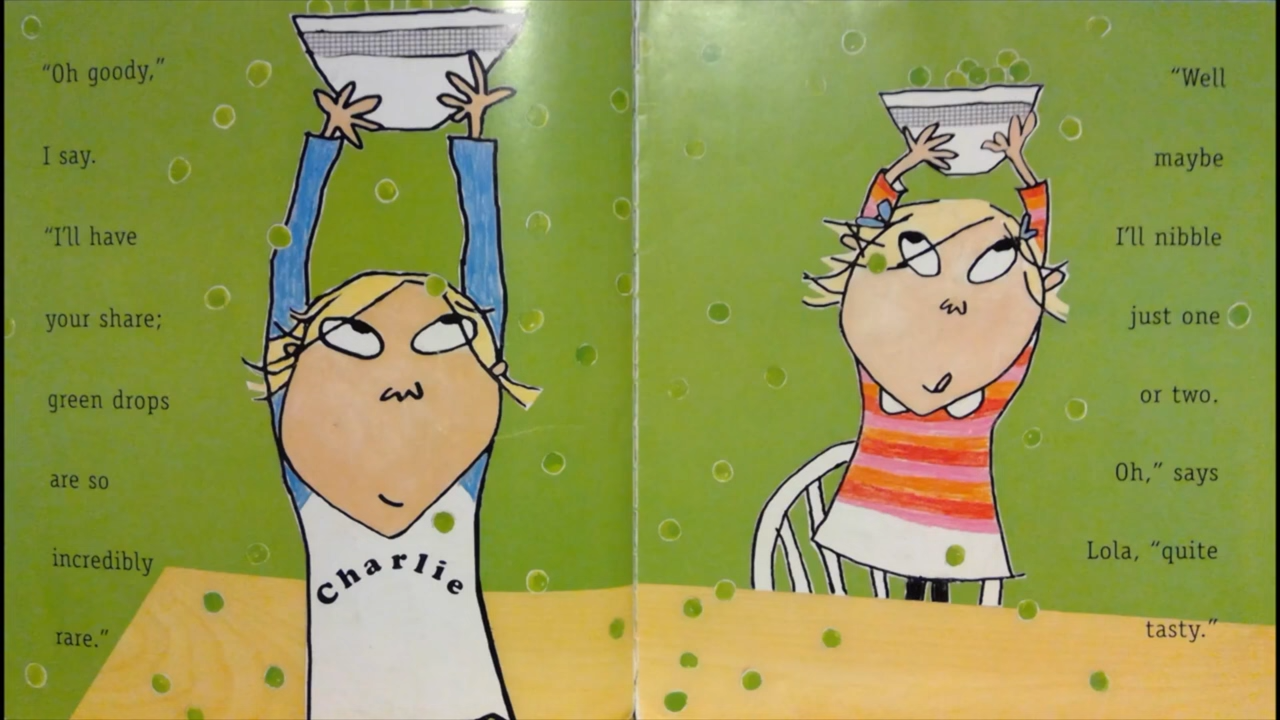 “Oh goody,”
I say.
“I’ll have
your share;
green drops
are so
incredibly
rare.”
Charlie
“Well
maybe
I’ll nibble
just one
or two.
Oh,” says
Lola, “quite
tasty.”